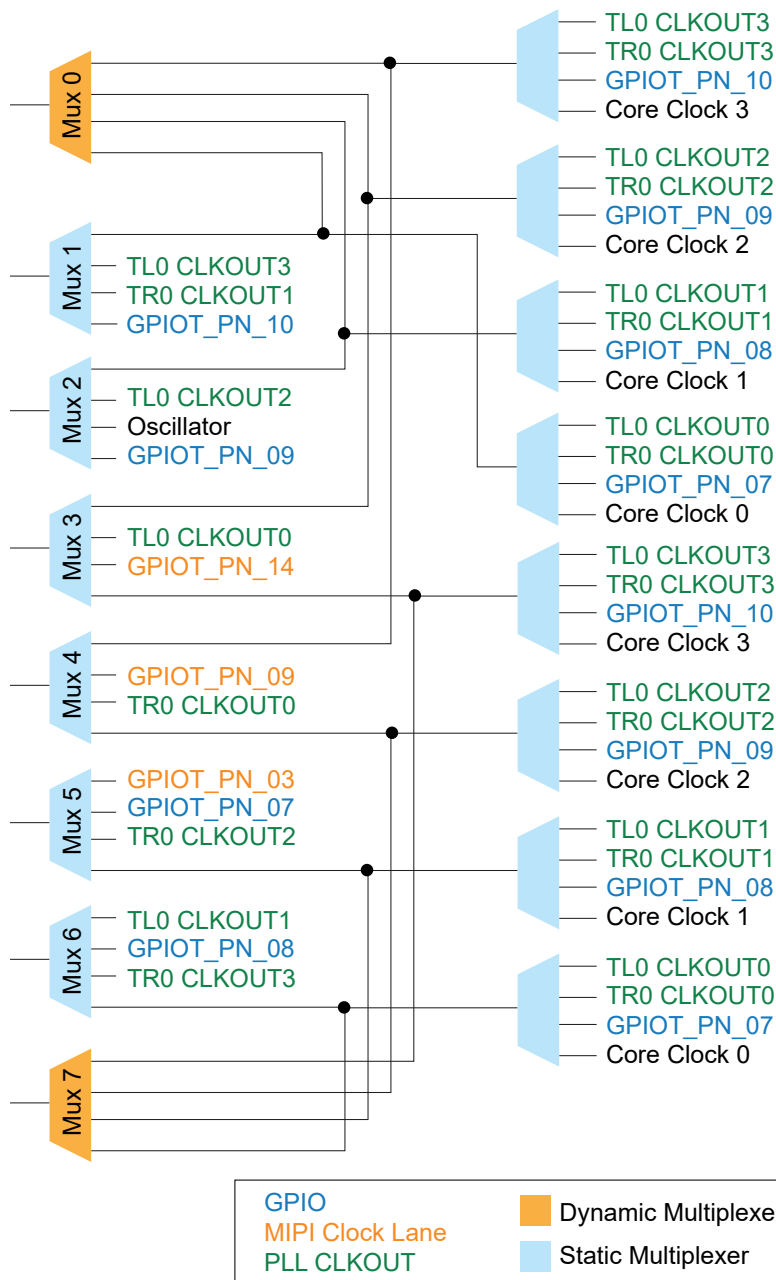 Mux 0
TL0 CLKOUT3
TR0 CLKOUT3
GPIOT_PN_10
Core Clock 3
TL0 CLKOUT2
TR0 CLKOUT2
GPIOT_PN_09
Core Clock 2
Mux 1
TL0 CLKOUT3
TR0 CLKOUT1
GPIOT_PN_10
TL0 CLKOUT1
TR0 CLKOUT1
GPIOT_PN_08
Core Clock 1
Mux 2
TL0 CLKOUT2
Oscillator
GPIOT_PN_09
TL0 CLKOUT0
TR0 CLKOUT0
GPIOT_PN_07
Core Clock 0
Mux 3
TL0 CLKOUT0
GPIOT_PN_14
TL0 CLKOUT3
TR0 CLKOUT3
GPIOT_PN_10
Core Clock 3
Mux 4
GPIOT_PN_09
TR0 CLKOUT0
TL0 CLKOUT2
TR0 CLKOUT2
GPIOT_PN_09
Core Clock 2
Mux 5
GPIOT_PN_03
GPIOT_PN_07
TR0 CLKOUT2
TL0 CLKOUT1
TR0 CLKOUT1
GPIOT_PN_08
Core Clock 1
Mux 6
TL0 CLKOUT1
GPIOT_PN_08
TR0 CLKOUT3
TL0 CLKOUT0
TR0 CLKOUT0
GPIOT_PN_07
Core Clock 0
Mux 7
GPIO
MIPI Clock Lane
PLL CLKOUT
Dynamic Multiplexe
Static Multiplexer